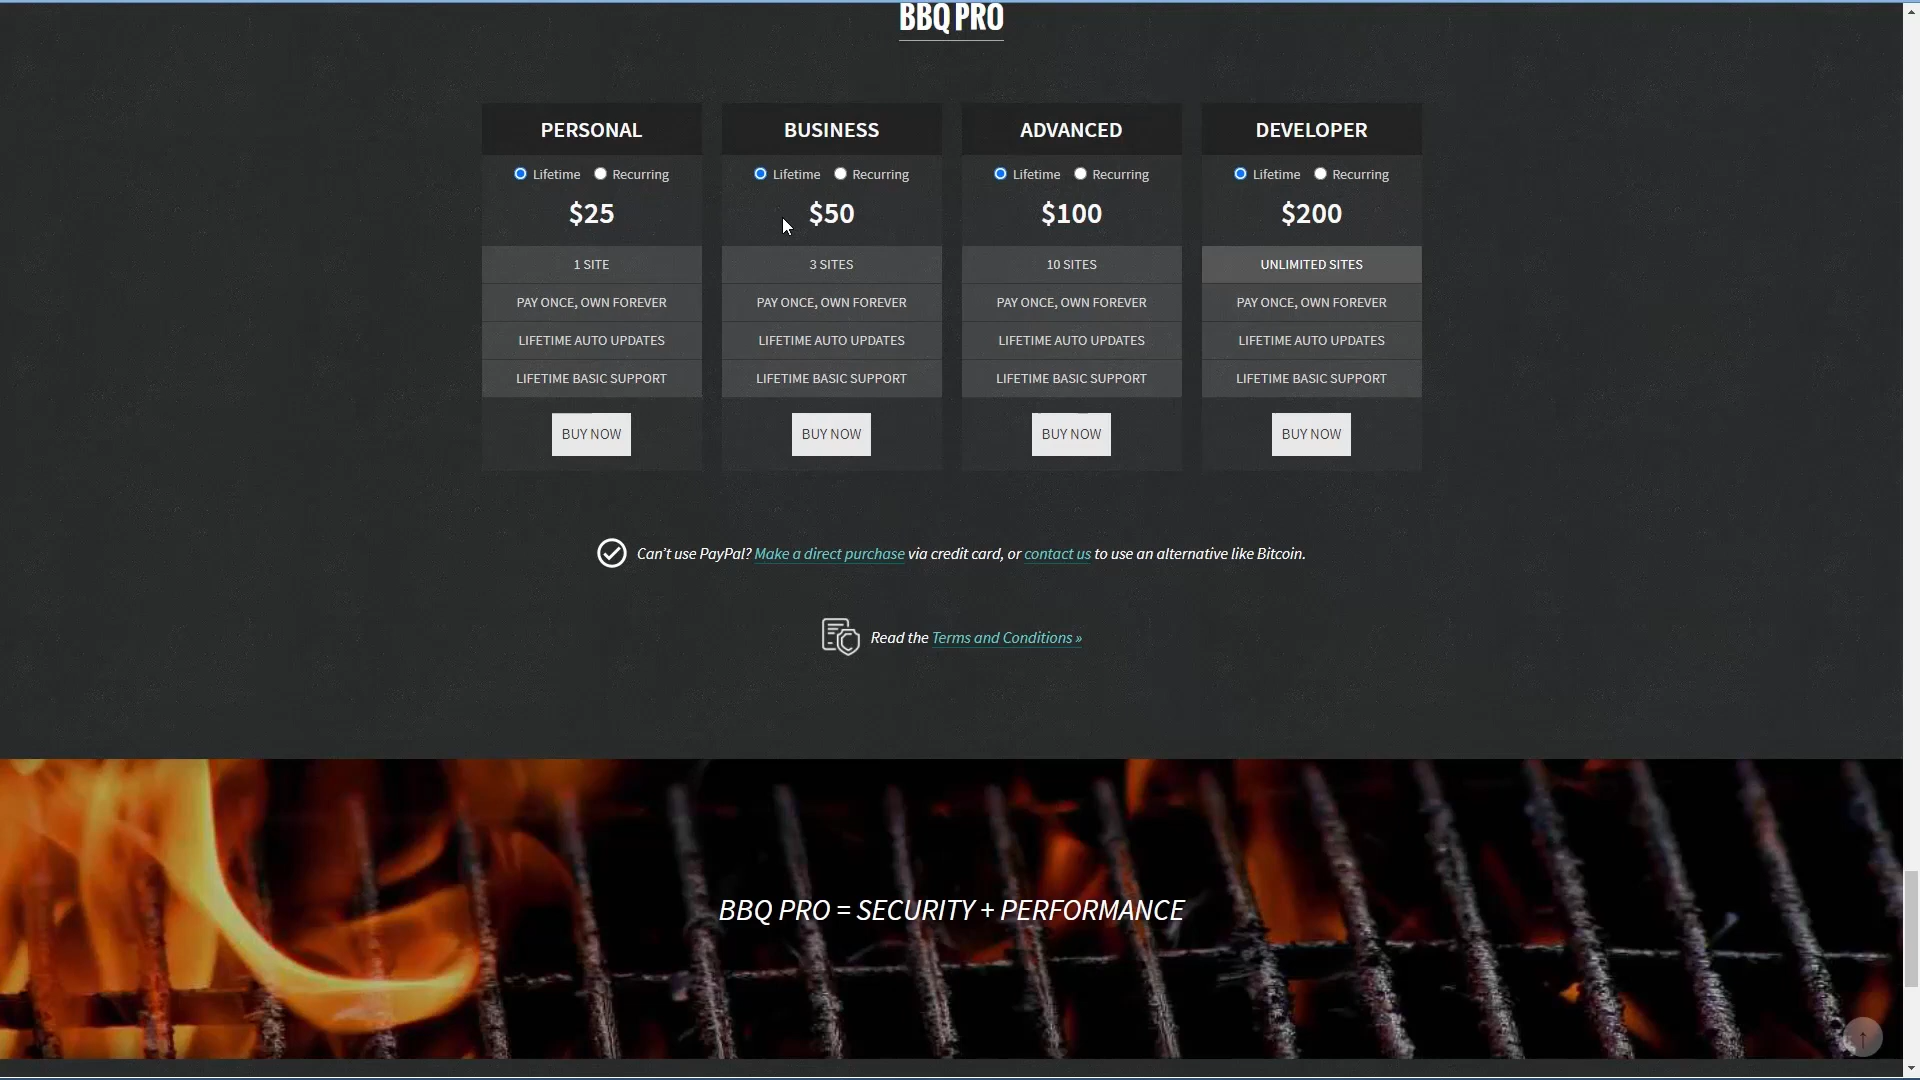 BBQ PRO
PERSONAL
Lifetime Recurring
$25
1 SITE
PAY ONCE, OWN FOREVER
LIFETIME AUTO UPDATES
LIFETIME BASIC SUPPORT
BUY NOW
BUSINESS
Lifetime Recurring
$50
3 SITES
PAY ONCE, OWN FOREVER
LIFETIME AUTO UPDATES
LIFETIME BASIC SUPPORT
BUY NOW
ADVANCED
Lifetime Recurring
$100
10 SITES
PAY ONCE, OWN FOREVER
LIFETIME AUTO UPDATES
LIFETIME BASIC SUPPORT
BUY NOW
DEVELOPER
Lifetime Recurring
$200
UNLIMITED SITES
PAY ONCE, OWN FOREVER
LIFETIME AUTO UPDATES
LIFETIME BASIC SUPPORT
BUY NOW
Can't use PayPal? Make a direct purchase via credit card, or contact us to use an alternative like Bitcoin.
Read the Terms and Conditions »
BBQ PRO = SECURITY + PERFORMANCE